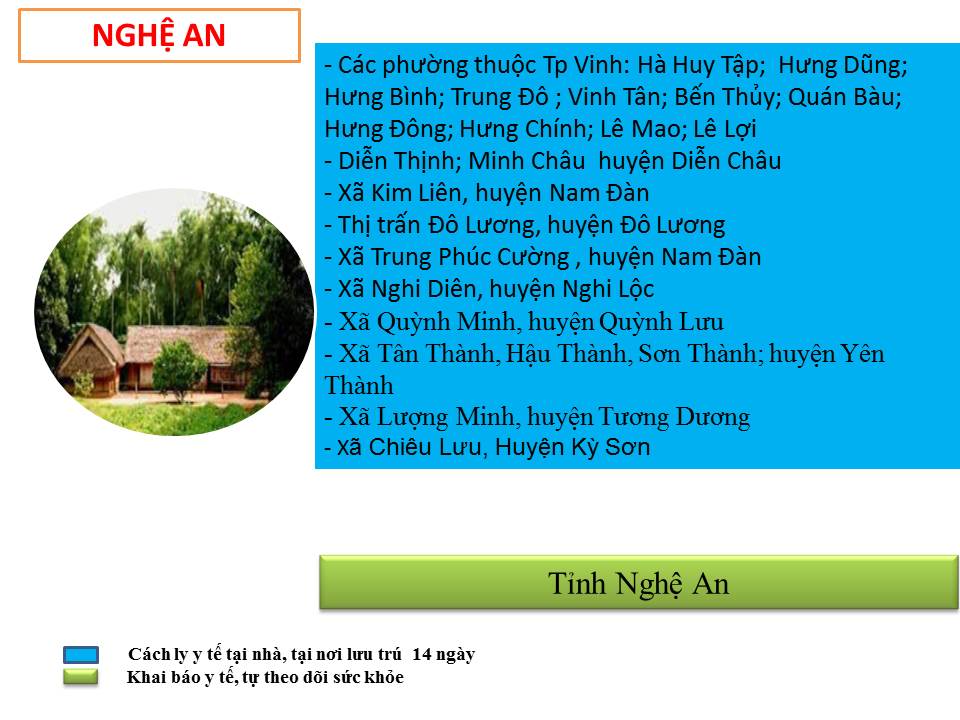 NGHỆ AN
- Các phường thuộc Tp Vinh: Hà Huy Tập; Hưng Dũng;
Hưng Bình; Trung Đô ; Vinh Tân; Bến Thủy; Quán Bàu;
Hưng Đông; Hưng Chính; Lê Mao; Lê Lợi
- Diễn Thịnh; Minh Châu huyện Diễn Châu
- Xã Kim Liên, huyện Nam Đàn
- Thị trấn Đô Lương, huyện Đô Lương
- Xã Trung Phúc Cường , huyện Nam Đàn
- Xã Nghi Diên, huyện Nghi Lộc
- Xã Quỳnh Minh, huyện Quỳnh Lưu
- Xã Tân Thành, Hậu Thành, Sơn Thành; huyện Yên
Thành
- Xã Lượng Minh, huyện Tương Dương
- xã Chiêu Lưu, Huyện Kỳ Sơn
Tỉnh Nghệ An
Cách ly y tế tại nhà, tại nơi lưu trú 14 ngày
Khai báo y tế, tự theo dõi sức khỏe